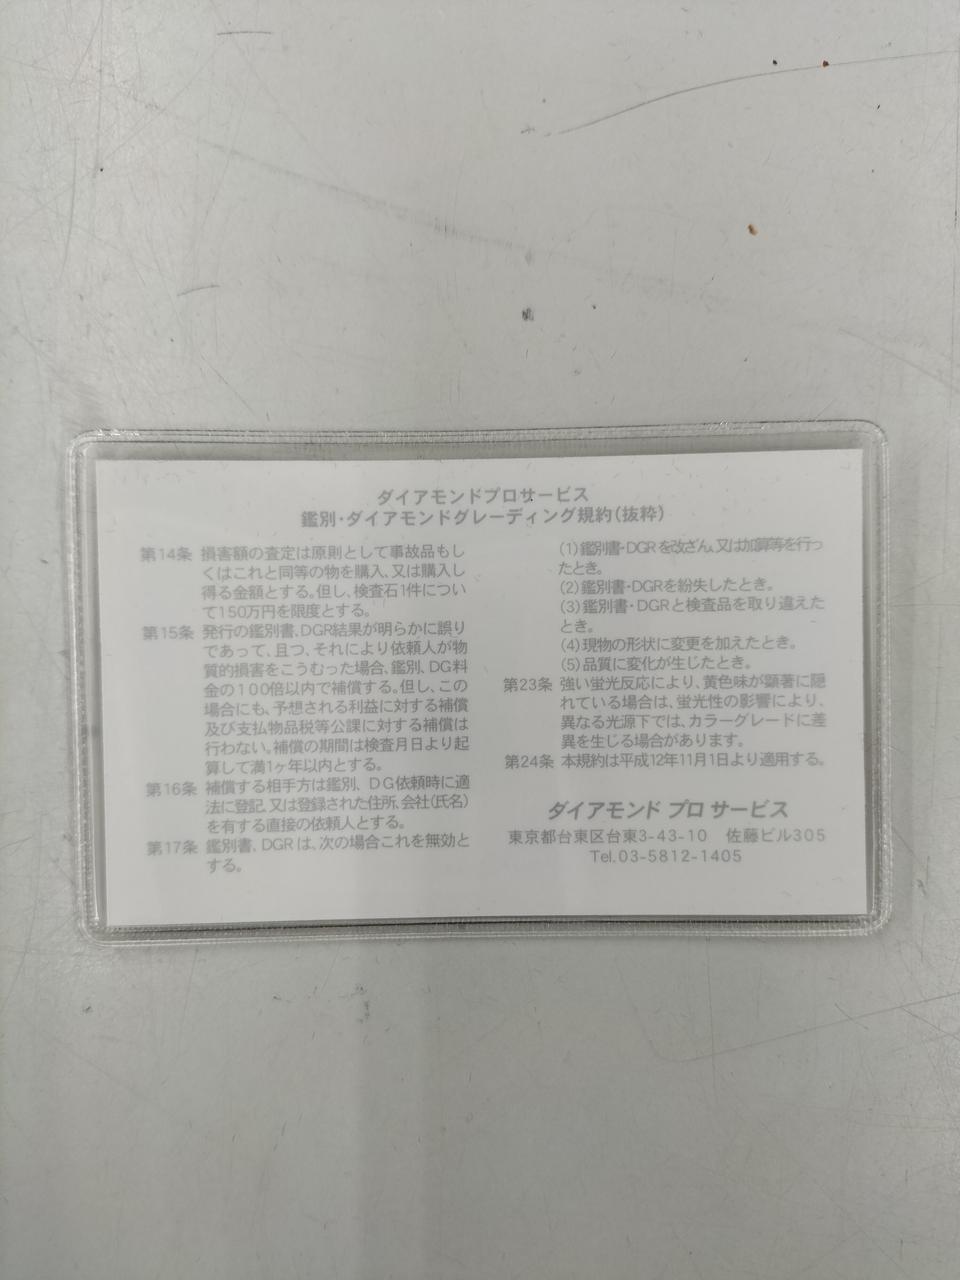 ダイアモンドプロサービス
鑑別・ダイアモンドグレーディング規約(抜粋)
第14条 損害額の査定は原則として事故品もし
くはこれと同等の物を購入、又は購入し
得る金額とする。但し、検査石1件につい
て150万円を限度とする。
第15条 発行の鑑別書、DGR結果が明らかに誤り
であって、且つ、それにより依頼人が物
質的損害をこうむった場合、鑑別、DG料
金の100倍以内で補償する。但し、この
場合にも、予想される利益に対する補償
及び支払物品税等公課に対する補償は
行わない。補償の期間は検査月日より起
算して満1ヶ年以内とする。
第16条 補償する相手方は鑑別、DG依頼時に適
法に登記、又は登録された住所、会社(氏名)
を有する直接の依頼人とする。
第17条 鑑別書、DGRは、次の場合これを無効と
する。
(1)鑑別書・DGRを改ざん、又は加算等を行っ
たとき。
(2)鑑別書・DGRを紛失したとき。
(3)鑑別書・DGRと検査品を取り違えた
とき。
(4)現物の形状に変更を加えたとき。
(5)品質に変化が生じたとき。
第23条 強い蛍光反応により、黄色味が顕著に隠
れている場合は、蛍光性の影響により、
異なる光源下では、カラーグレードに差
異を生じる場合があります。
第24条 本規約は平成12年11月1日より適用する。
ダイアモンド プロ サービス
東京都台東区台東3-43-10 佐藤ビル305
Tel.03-5812-1405